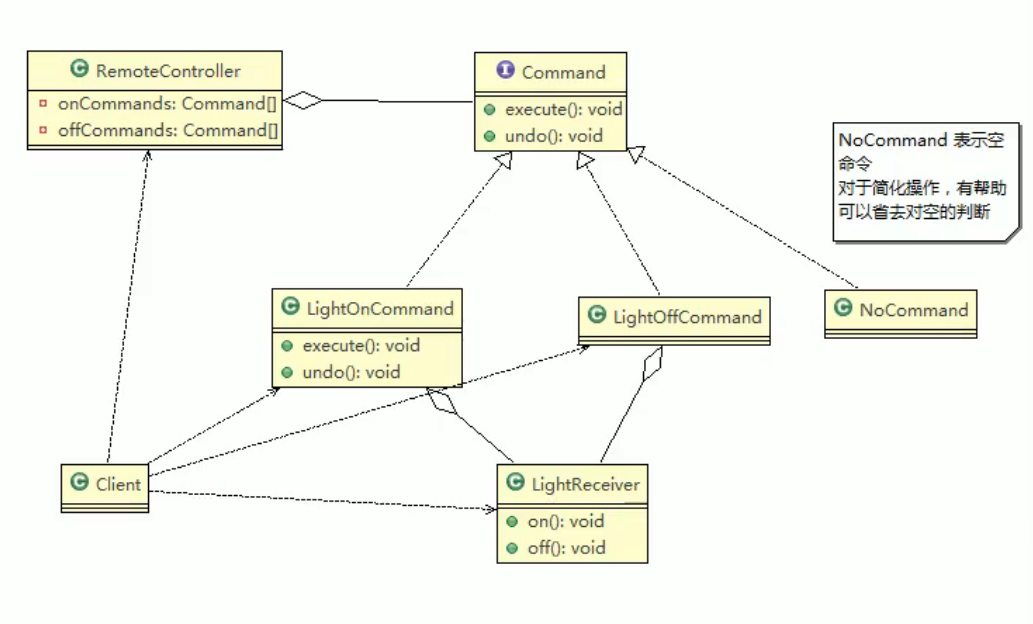 RemoteController
onCommands: Command[]
offCommands: Command[]
Command
execute(): void
undo(): void
NoCommand 表示空
命令
对于简化操作，有帮助
可以省去对空的判断
LightOnCommand
execute(): void
undo(): void
LightOffCommand
NoCommand
Client
LightReceiver
on(): void
off(): void